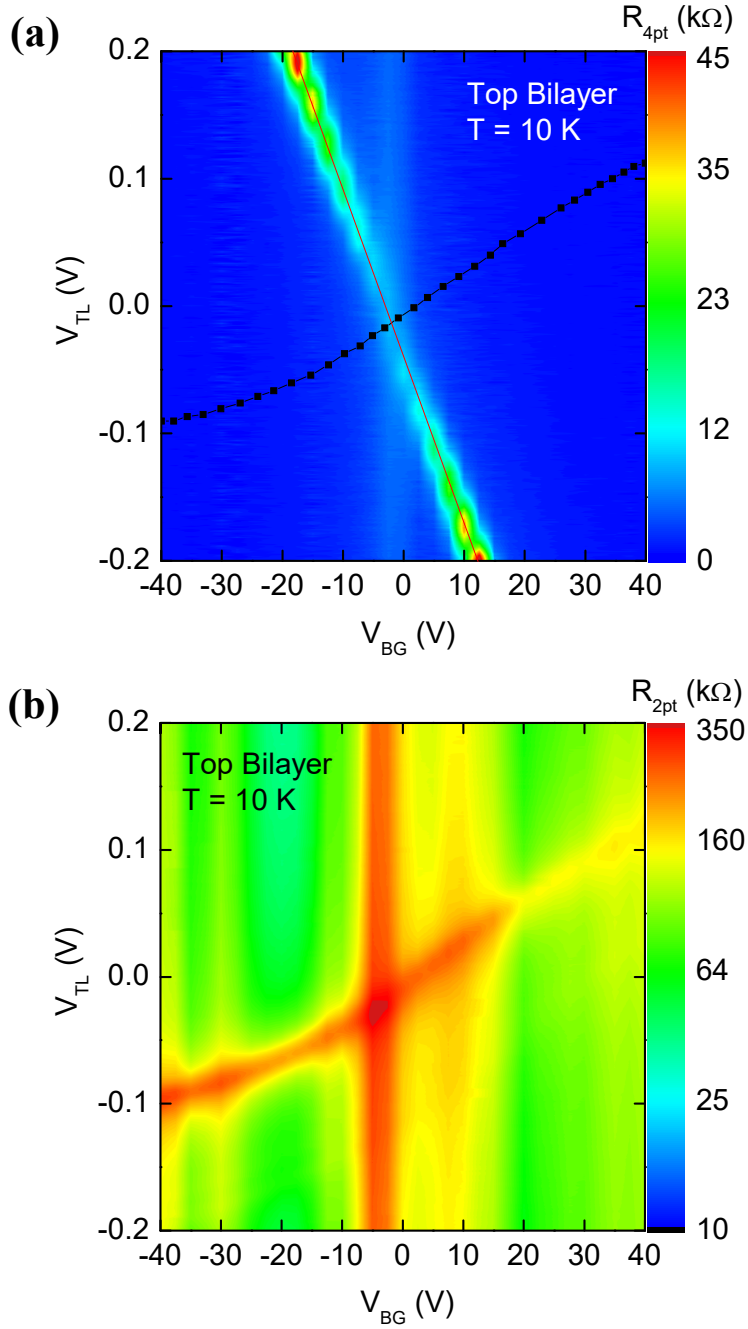 (a)
R4pt (kΩ)
0.2
0.1
0.0
-0.1
-0.2
VTL (V)
Top Bilayer
T = 10 K
45
35
23
12
0
-40 -30 -20 -10 0 10 20 30 40
VBG (V)
(b)
R2pt (kΩ)
0.2
0.1
0.0
-0.1
-0.2
VTL (V)
Top Bilayer
T = 10 K
350
160
64
25
10
-40 -30 -20 -10 0 10 20 30 40
VBG (V)